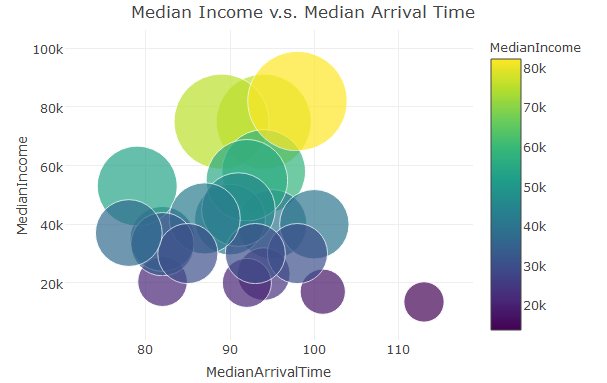 Median Income v.s. Median Arrival Time
MedianIncome
100k
80k
60k
40k
20k
80
90
100
110
MedianArrivalTime
MedianIncome
80k
70k
60k
50k
40k
30k
20k